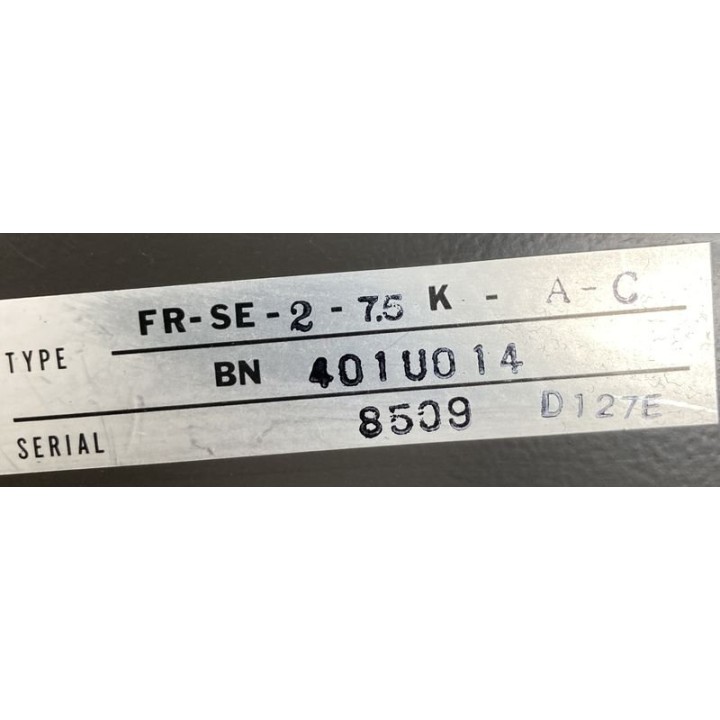 TYPE FR-SE-2-7.5 K - A-C
BN 401U014
SERIAL 8509 D127E